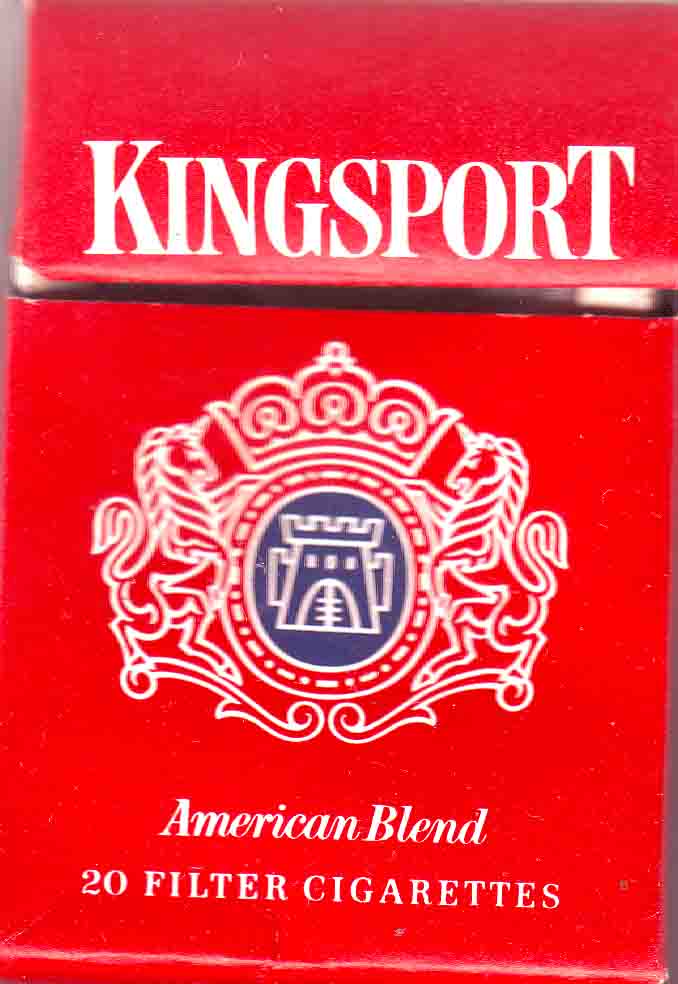 KINGSPORT
American Blend
20 FILTER CIGARETTES